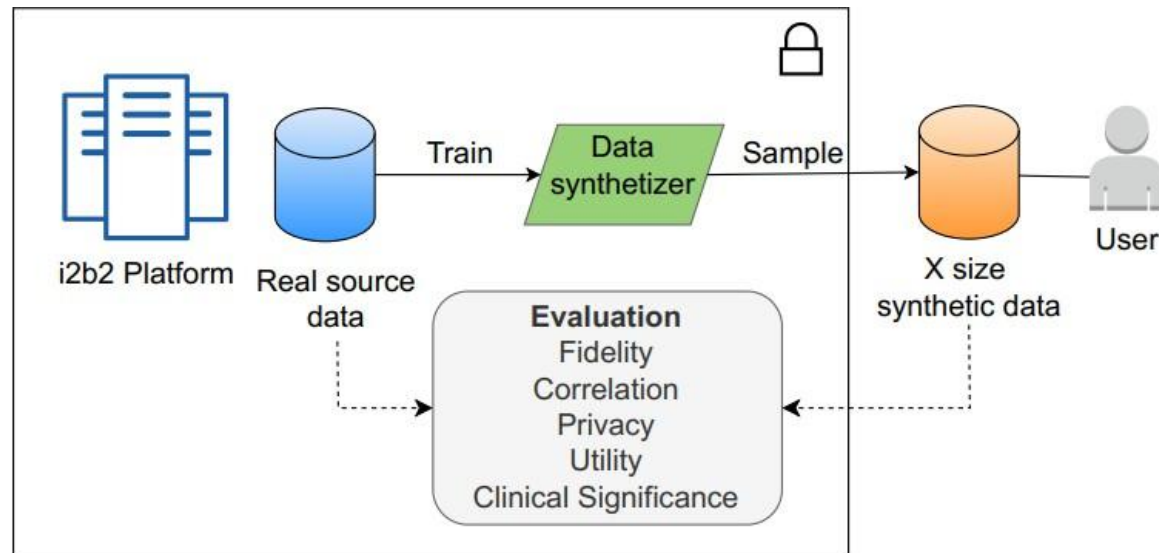 i2b2 Platform
Real source
data
Train
Data
synthetizer
Sample
X size
synthetic data
User
Evaluation
Fidelity
Correlation
Privacy
Utility
Clinical Significance